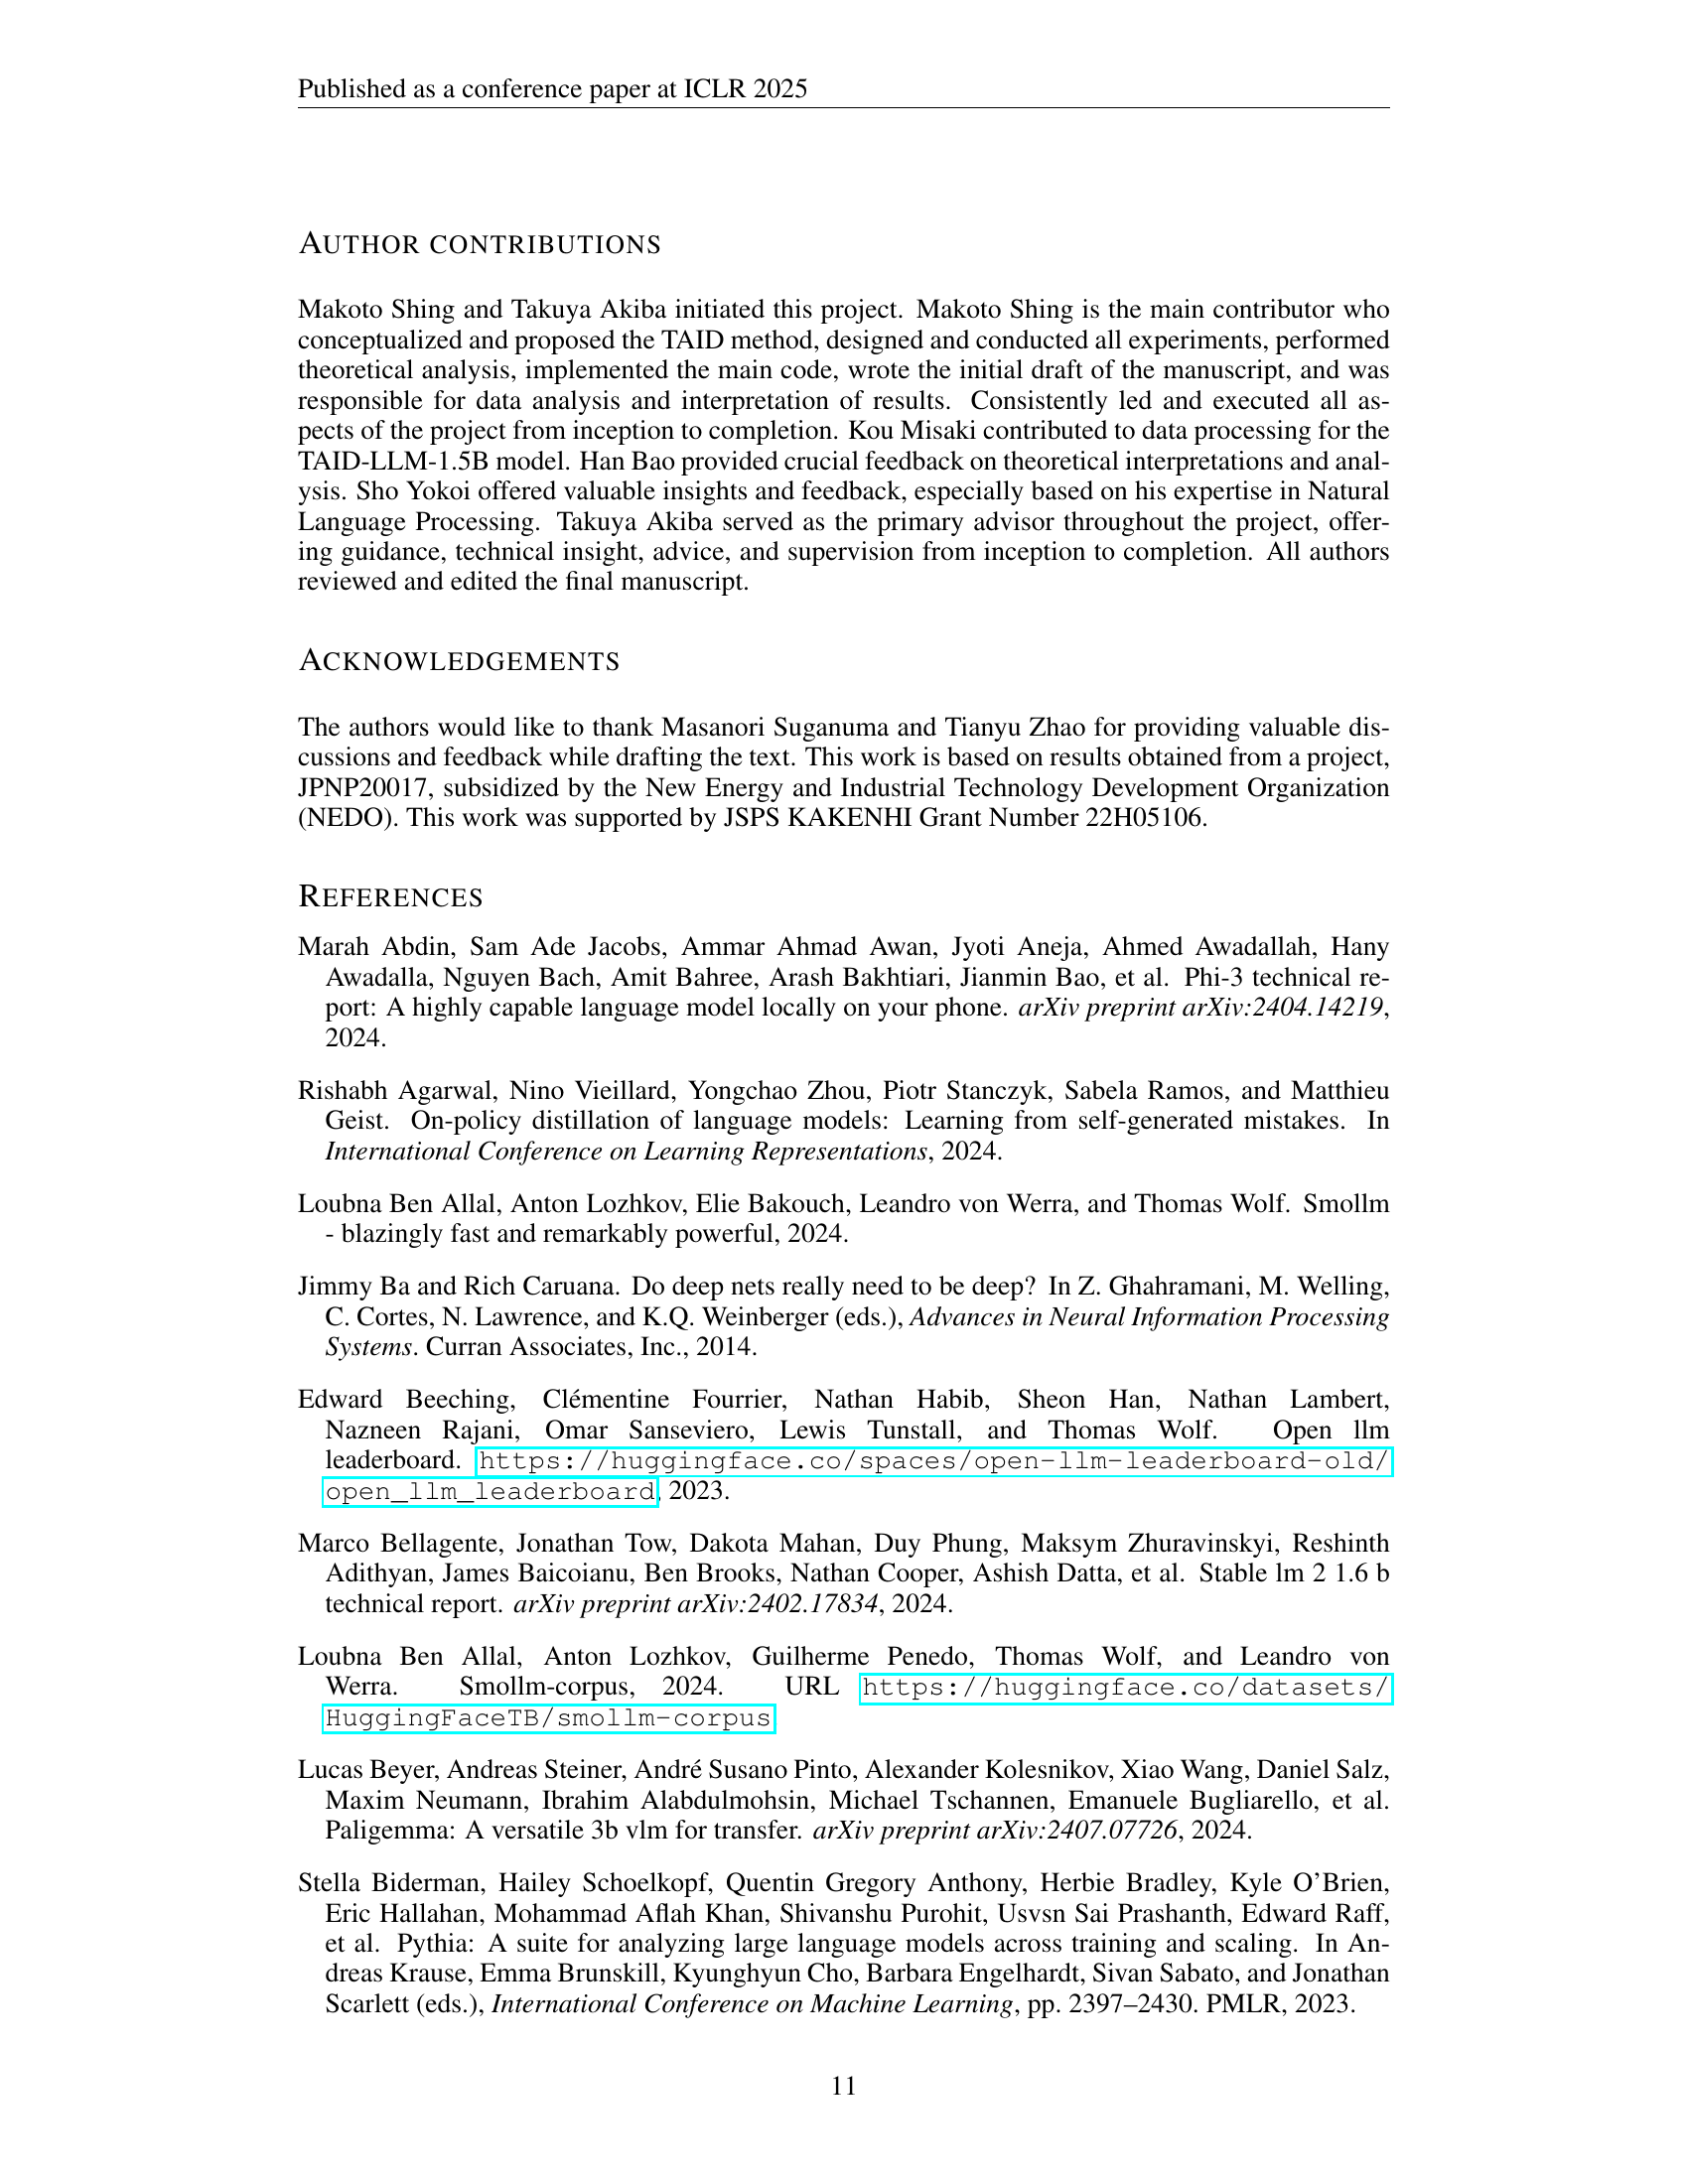 Published as a conference paper at ICLR 2025
AUTHOR CONTRIBUTIONS
Makoto Shing and Takuya Akiba initiated this project. Makoto Shing is the main contributor who
conceptualized and proposed the TAID method, designed and conducted all experiments, performed
theoretical analysis, implemented the main code, wrote the initial draft of the manuscript, and was
responsible for data analysis and interpretation of results. Consistently led and executed all as-
pects of the project from inception to completion. Kou Misaki contributed to data processing for the
TAID-LLM-1.5B model. Han Bao provided crucial feedback on theoretical interpretations and anal-
ysis. Sho Yokoi offered valuable insights and feedback, especially based on his expertise in Natural
Language Processing. Takuya Akiba served as the primary advisor throughout the project, offer-
ing guidance, technical insight, advice, and supervision from inception to completion. All authors
reviewed and edited the final manuscript.
ACKNOWLEDGEMENTS
The authors would like to thank Masanori Suganuma and Tianyu Zhao for providing valuable dis-
cussions and feedback while drafting the text. This work is based on results obtained from a project,
JPNP20017, subsidized by the New Energy and Industrial Technology Development Organization
(NEDO). This work was supported by JSPS KAKENHI Grant Number 22H05106.
REFERENCES
Marah Abdin, Sam Ade Jacobs, Ammar Ahmad Awan, Jyoti Aneja, Ahmed Awadallah, Hany
Awadalla, Nguyen Bach, Amit Bahree, Arash Bakhtiari, Jianmin Bao, et al. Phi-3 technical re-
port: A highly capable language model locally on your phone. arXiv preprint arXiv:2404.14219,
2024.
Rishabh Agarwal, Nino Vieillard, Yongchao Zhou, Piotr Stanczyk, Sabela Ramos, and Matthieu
Geist. On-policy distillation of language models: Learning from self-generated mistakes. In
International Conference on Learning Representations, 2024.
Loubna Ben Allal, Anton Lozhkov, Elie Bakouch, Leandro von Werra, and Thomas Wolf. Smollm
- blazingly fast and remarkably powerful, 2024.
Jimmy Ba and Rich Caruana. Do deep nets really need to be deep? In Z. Ghahramani, M. Welling,
C. Cortes, N. Lawrence, and K.Q. Weinberger (eds.), Advances in Neural Information Processing
Systems. Curran Associates, Inc., 2014.
Edward Beeching, Clémentine Fourrier, Nathan Habib, Sheon Han, Nathan Lambert,
Nazneen Rajani, Omar Sanseviero, Lewis Tunstall, and Thomas Wolf. Open llm
leaderboard. https://huggingface.co/spaces/open-llm-leaderboard-old/
open_llm_leaderboard, 2023.
Marco Bellagente, Jonathan Tow, Dakota Mahan, Duy Phung, Maksym Zhuravinskyi, Reshinth
Adithyan, James Baicoianu, Ben Brooks, Nathan Cooper, Ashish Datta, et al. Stable lm 2 1.6 b
technical report. arXiv preprint arXiv:2402.17834, 2024.
Loubna Ben Allal, Anton Lozhkov, Guilherme Penedo, Thomas Wolf, and Leandro von
Werra. Smollm-corpus, 2024. URL https://huggingface.co/datasets/
HuggingFaceTB/smollm-corpus
Lucas Beyer, Andreas Steiner, André Susano Pinto, Alexander Kolesnikov, Xiao Wang, Daniel Salz,
Maxim Neumann, Ibrahim Alabdulmohsin, Michael Tschannen, Emanuele Bugliarello, et al.
Paligemma: A versatile 3b vlm for transfer. arXiv preprint arXiv:2407.07726, 2024.
Stella Biderman, Hailey Schoelkopf, Quentin Gregory Anthony, Herbie Bradley, Kyle O'Brien,
Eric Hallahan, Mohammad Aflah Khan, Shivanshu Purohit, Usvsn Sai Prashanth, Edward Raff,
et al. Pythia: A suite for analyzing large language models across training and scaling. In An-
dreas Krause, Emma Brunskill, Kyunghyun Cho, Barbara Engelhardt, Sivan Sabato, and Jonathan
Scarlett (eds.), International Conference on Machine Learning, pp. 2397–2430. PMLR, 2023.
11